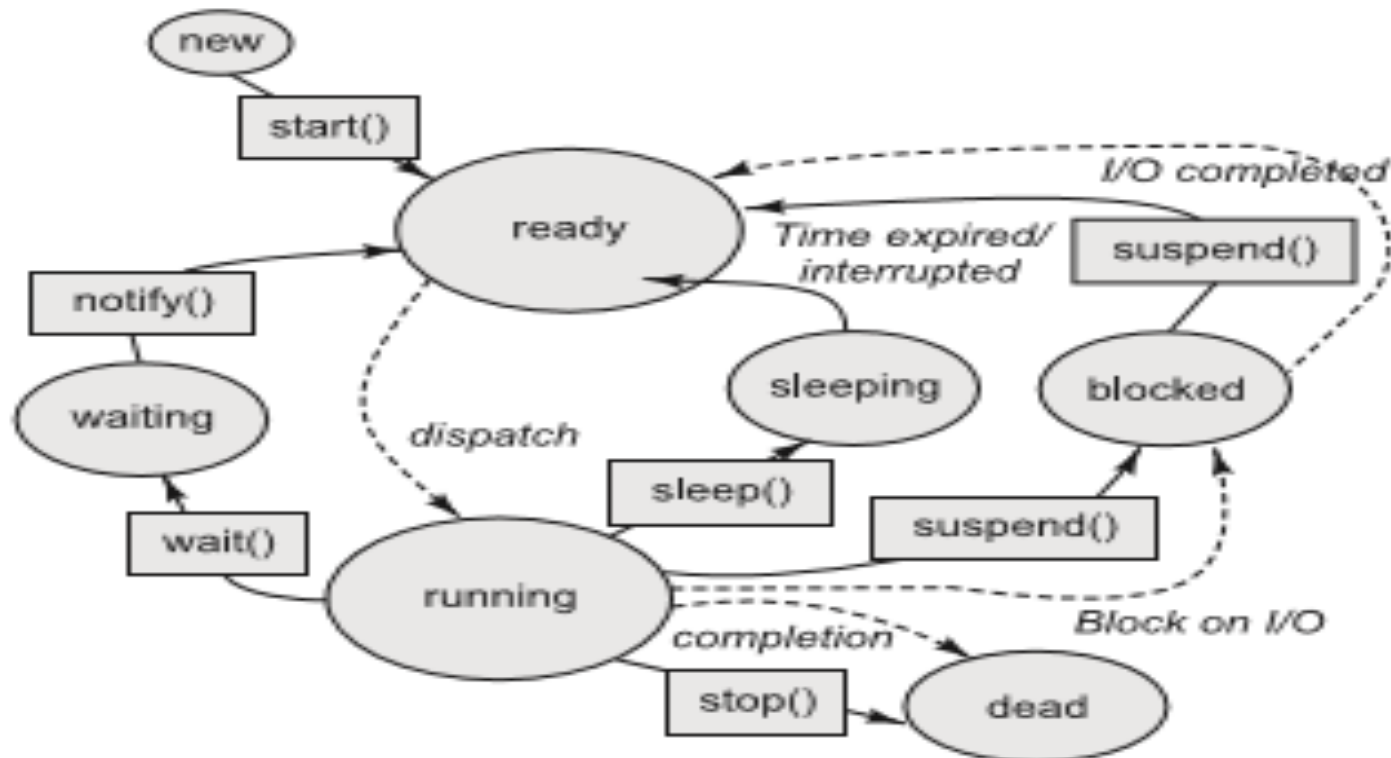 new
start()
I/O completed
ready
Time expired/
interrupted
suspend()
notify()
waiting
sleeping
blocked
dispatch
sleep()
suspend()
wait()
running
Block on I/O
completion
stop()
dead